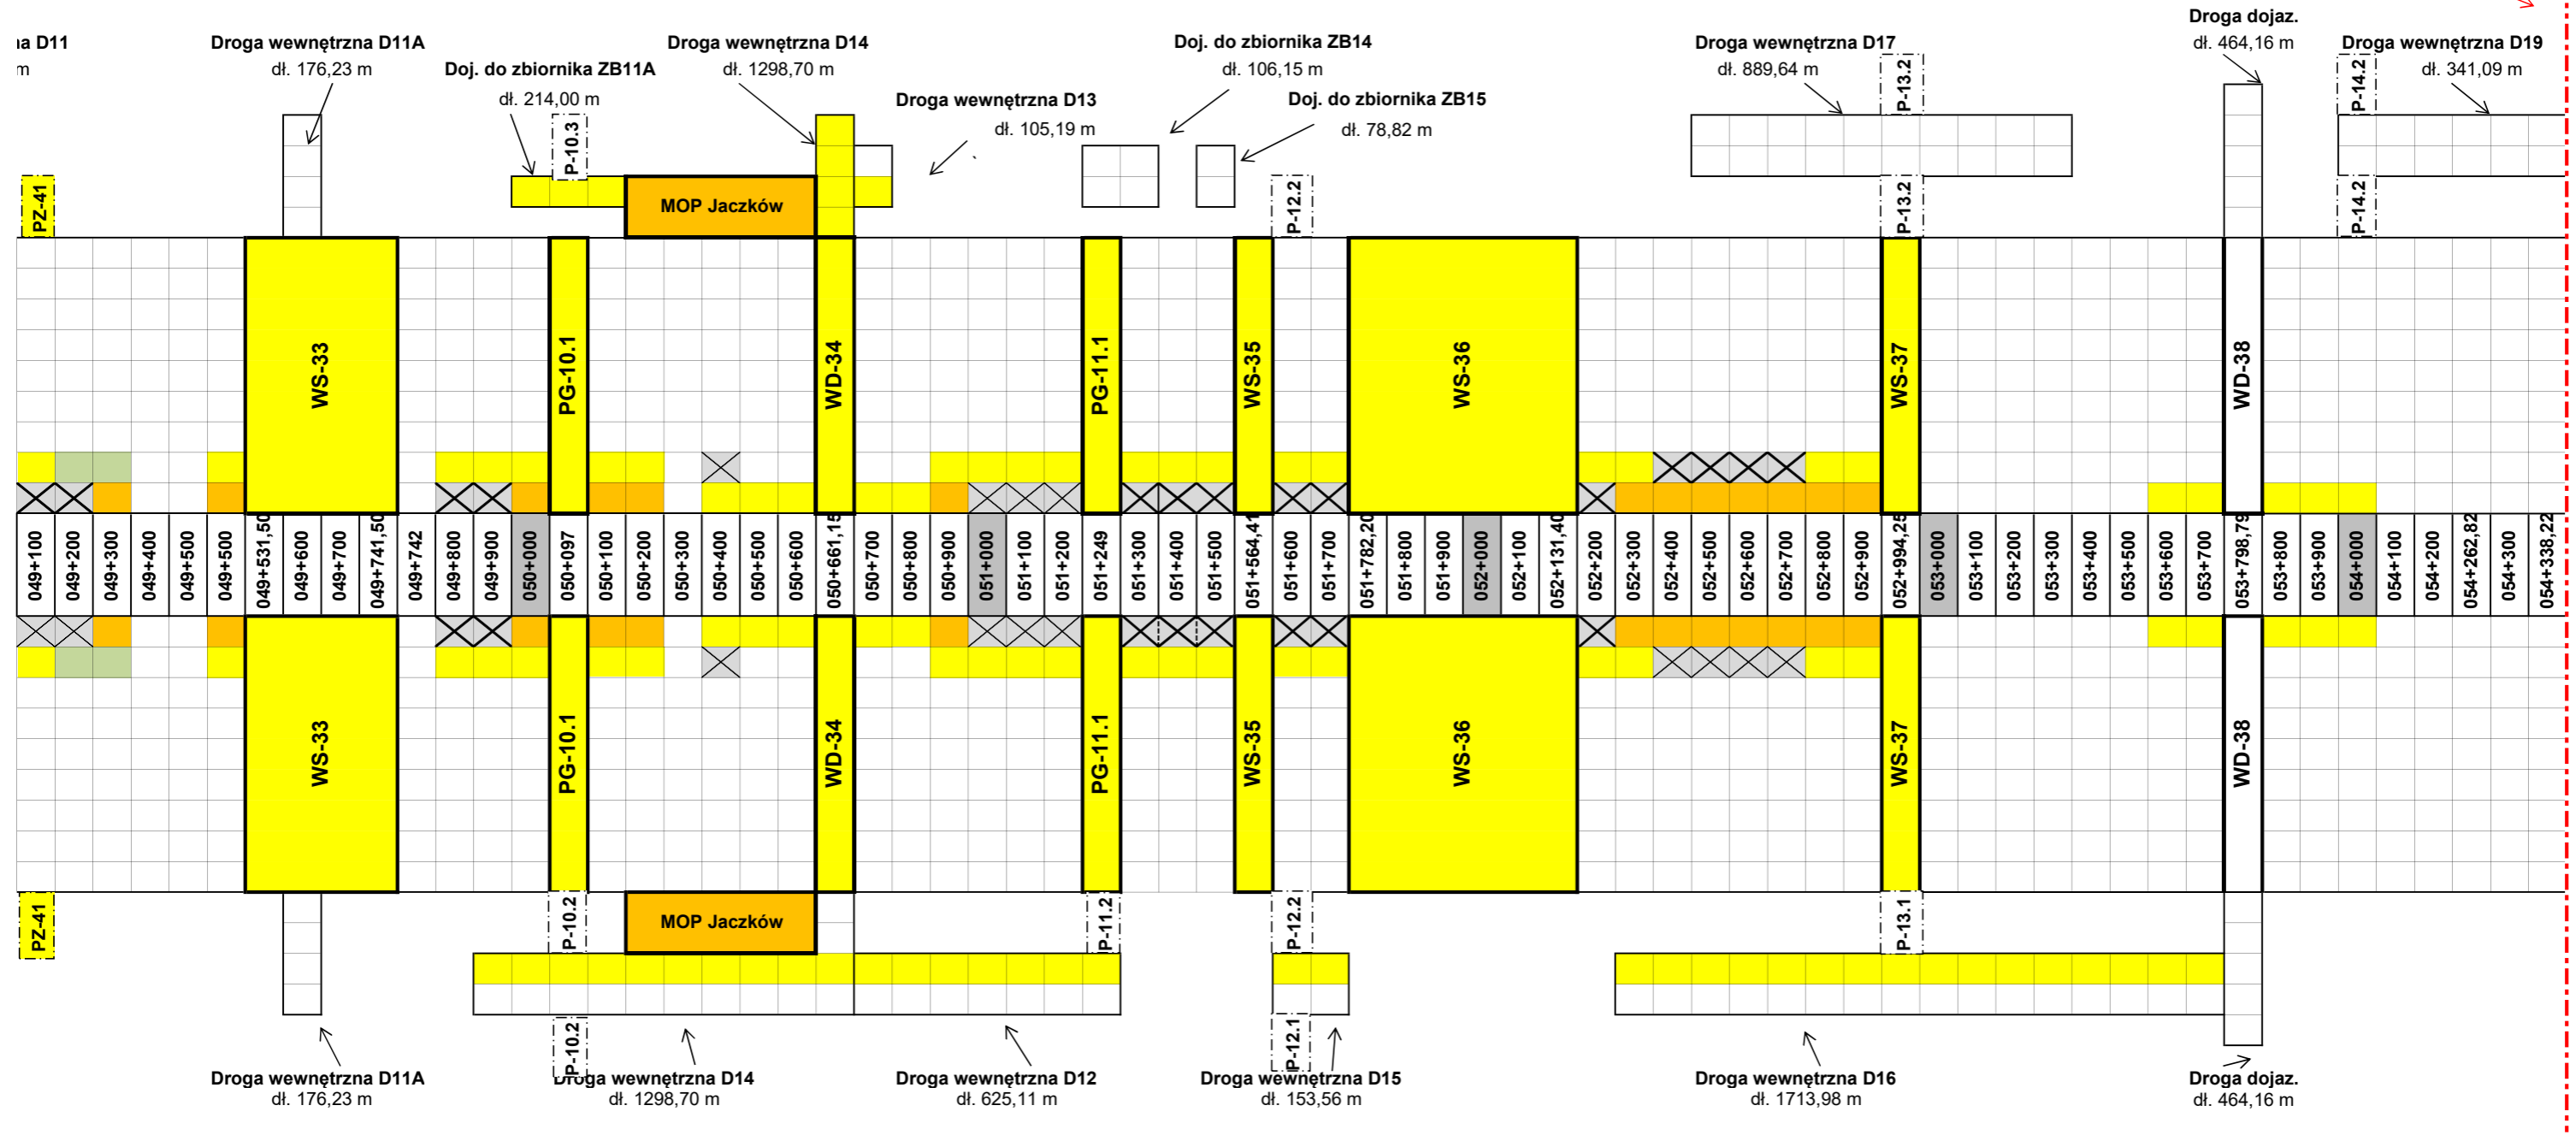 Droga dojaz.
ıa D11
Droga wewnętrzna D11A
Droga wewnętrzna D14
Doj. do zbiornika ZB14
Droga wewnętrzna D17
dł. 464,16 m
Droga wewnętrzna D19
m
dł. 176,23 m
Doj. do zbiornika ZB11A
dł. 1298,70 m
dł. 106,15 m
dł. 889,64 m
dł. 341,09 m
dł. 214,00 m
Droga wewnętrzna D13
Doj. do zbiornika ZB15
dł. 105,19 m
dł. 78,82 m
P-10.3
P-13.2
P-14.2
PZ-41
MOP Jaczków
P-12.2
P-13.2
P-14.2
WS-33
PG-10.1
WD-34
PG-11.1
WS-35
WS-36
WS-37
WD-38
049+100
049+200
049+300
049+400
049+500
049+500
049+531,50
049+600
049+700
049+741,50
049+742
049+800
049+900
050+000
050+097
050+100
050+200
050+300
050+400
050+500
050+600
050+661,15
050+700
050+800
050+900
051+000
051+100
051+200
051+249
051+300
051+400
051+500
051+564,41
051+600
051+700
051+782,20
051+800
051+900
052+000
052+100
052+131,40
052+200
052+300
052+400
052+500
052+600
052+700
052+800
052+900
052+994,25
053+000
053+100
053+200
053+300
053+400
053+500
053+600
053+700
053+798,79
053+800
053+900
054+000
054+100
054+200
054+262,82
054+300
054+338,22
WS-33
PG-10.1
WD-34
PG-11.1
WS-35
WS-36
WS-37
WD-38
PZ-41
P-10.2
MOP Jaczków
P-11.2
P-12.2
P-13.1
P-10.2
P-12.1
Droga wewnętrzna D11A
Droga wewnętrzna D14
Droga wewnętrzna D12
Droga wewnętrzna D15
Droga wewnętrzna D16
Droga dojaz.
dł. 176,23 m
dł. 1298,70 m
dł. 625,11 m
dł. 153,56 m
dł. 1713,98 m
dł. 464,16 m